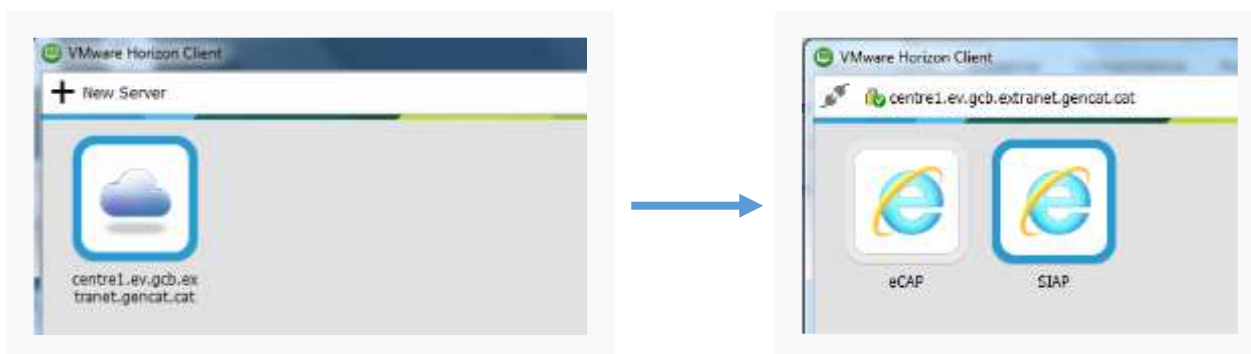 VMware Horizon Client
New Server
centre1.ev.gcb.ex
tranet.gencat.cat
VMware Horizon Client
centre1.ev.gcb.extranet.gencat.cat
eCAP
SIAP